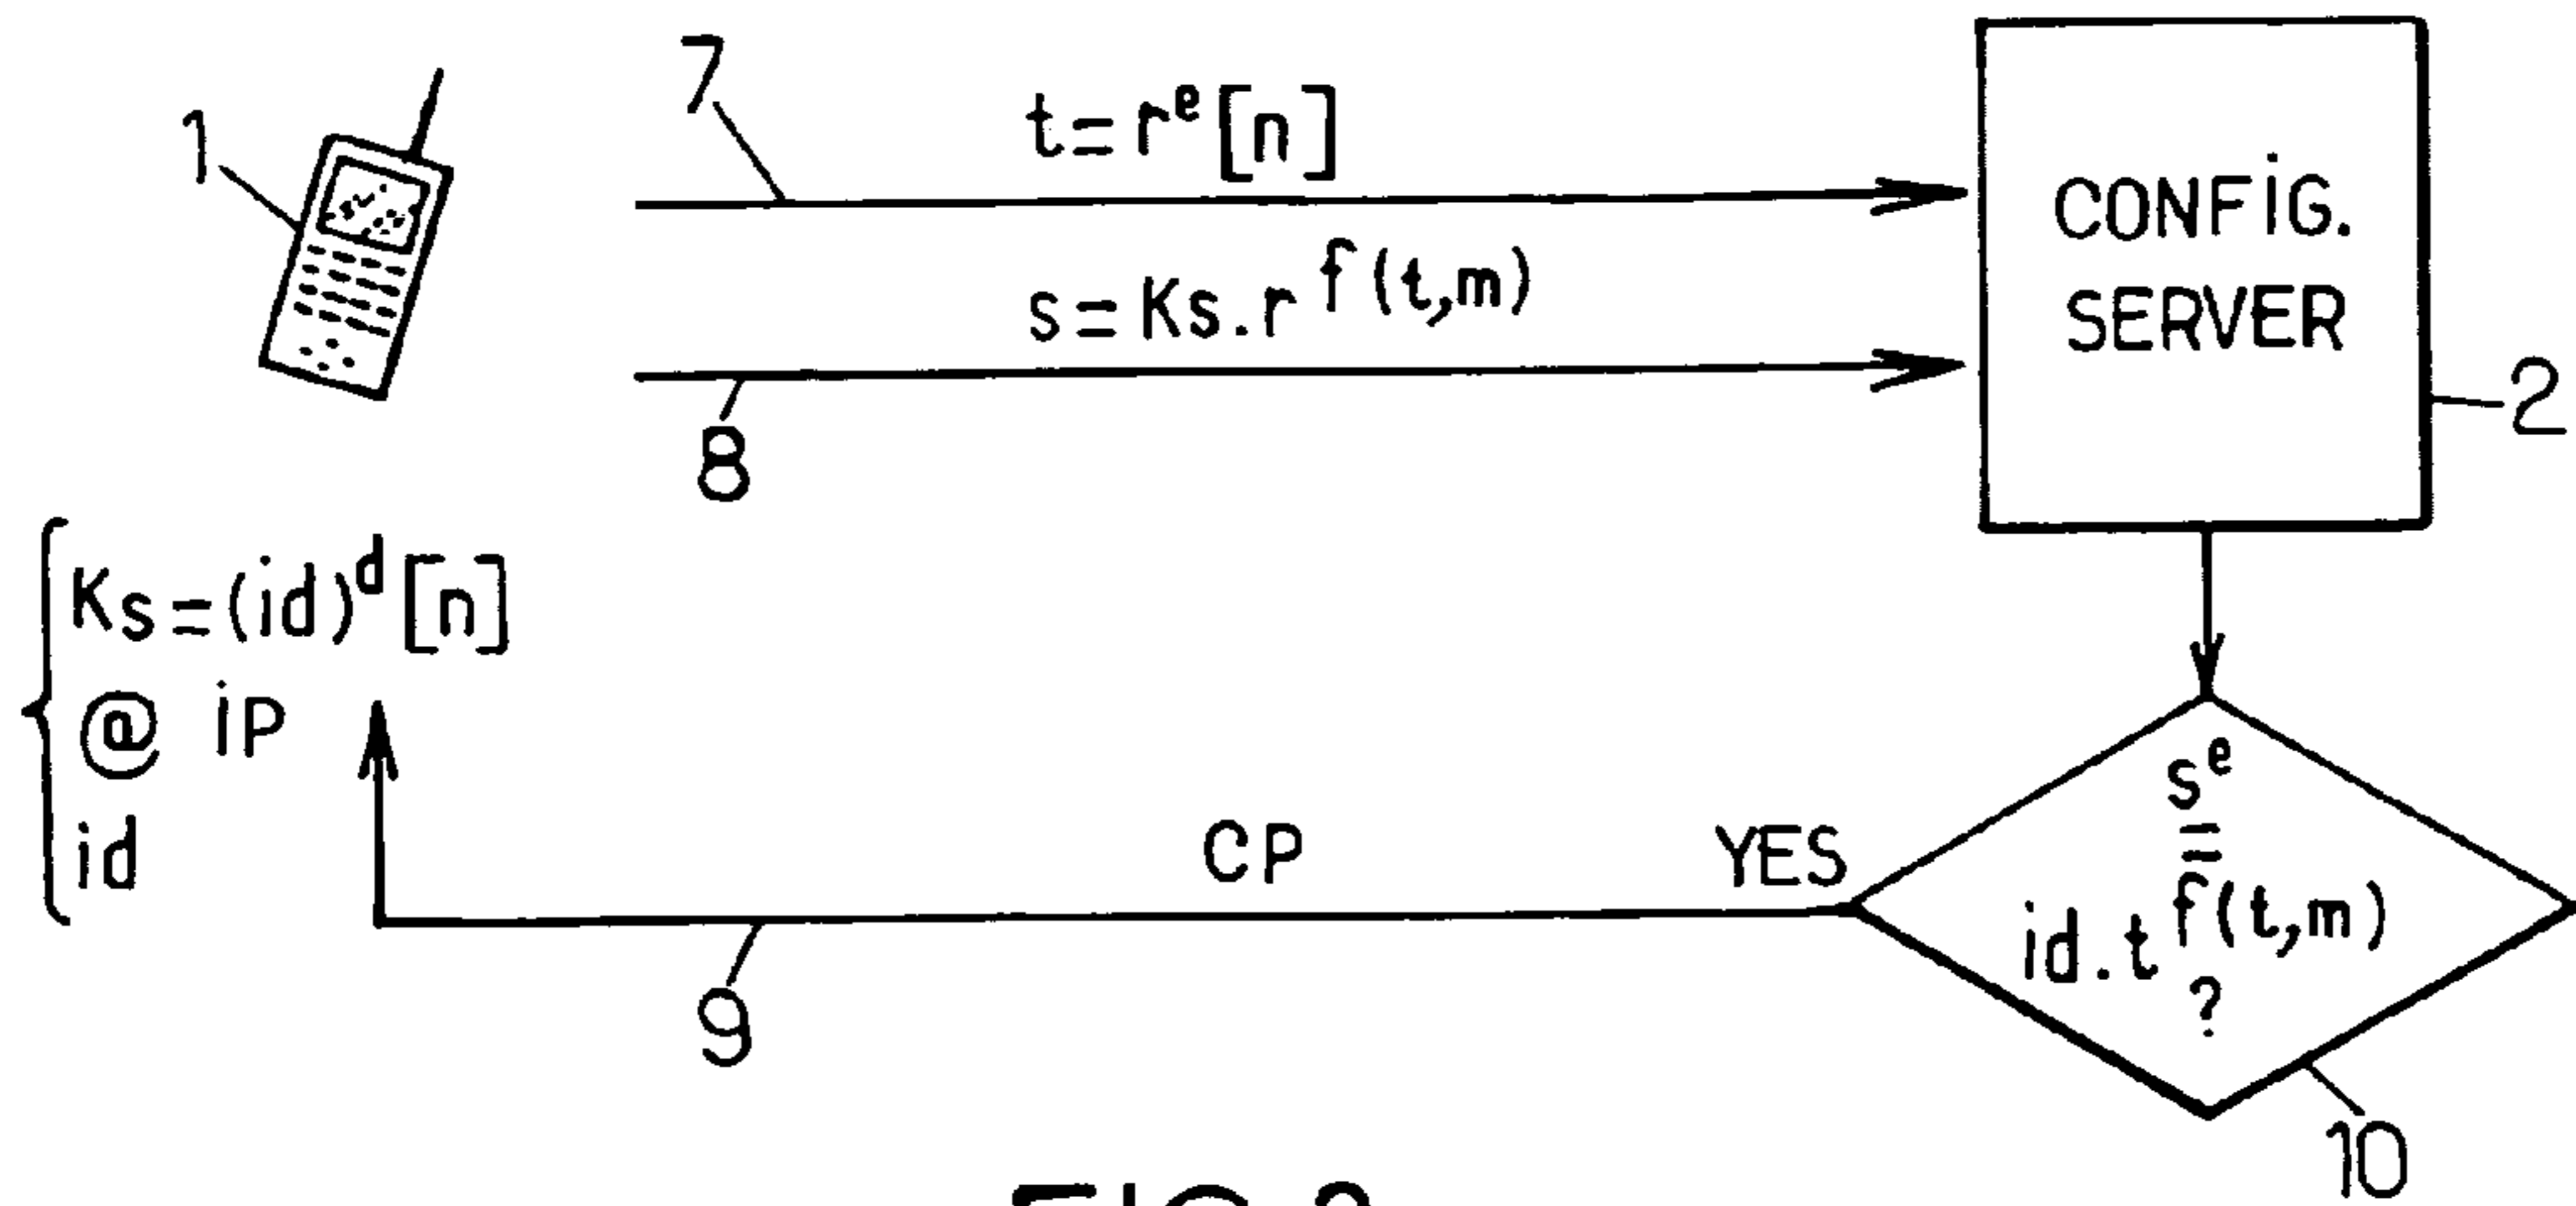 1
7
t = r^e [n]
CONFiG.
SERVER
s = Ks . r^f(t,m)
2
8
Ks = (id)^d [n]
@ iP
id
CP
YES
s^e
=
id . t^f(t,m)
?
9
10